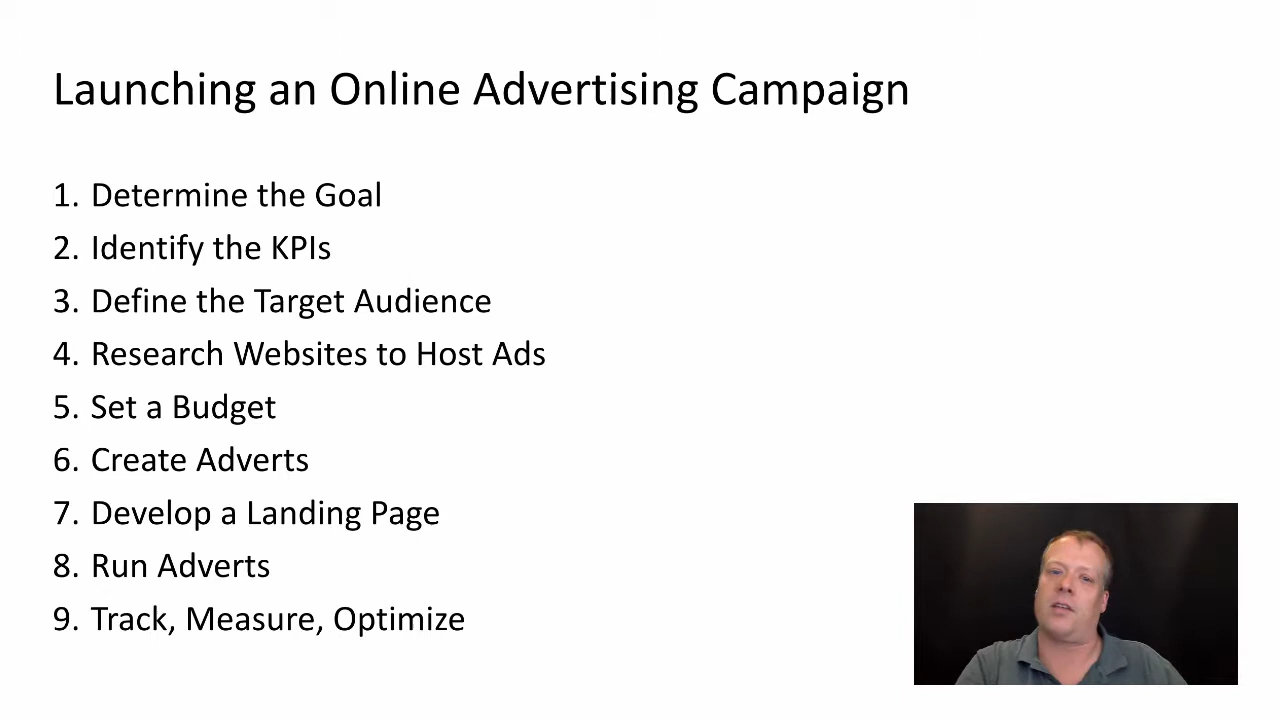 Launching an Online Advertising Campaign
1. Determine the Goal
2. Identify the KPIs
3. Define the Target Audience
4. Research Websites to Host Ads
5. Set a Budget
6. Create Adverts
7. Develop a Landing Page
8. Run Adverts
9. Track, Measure, Optimize